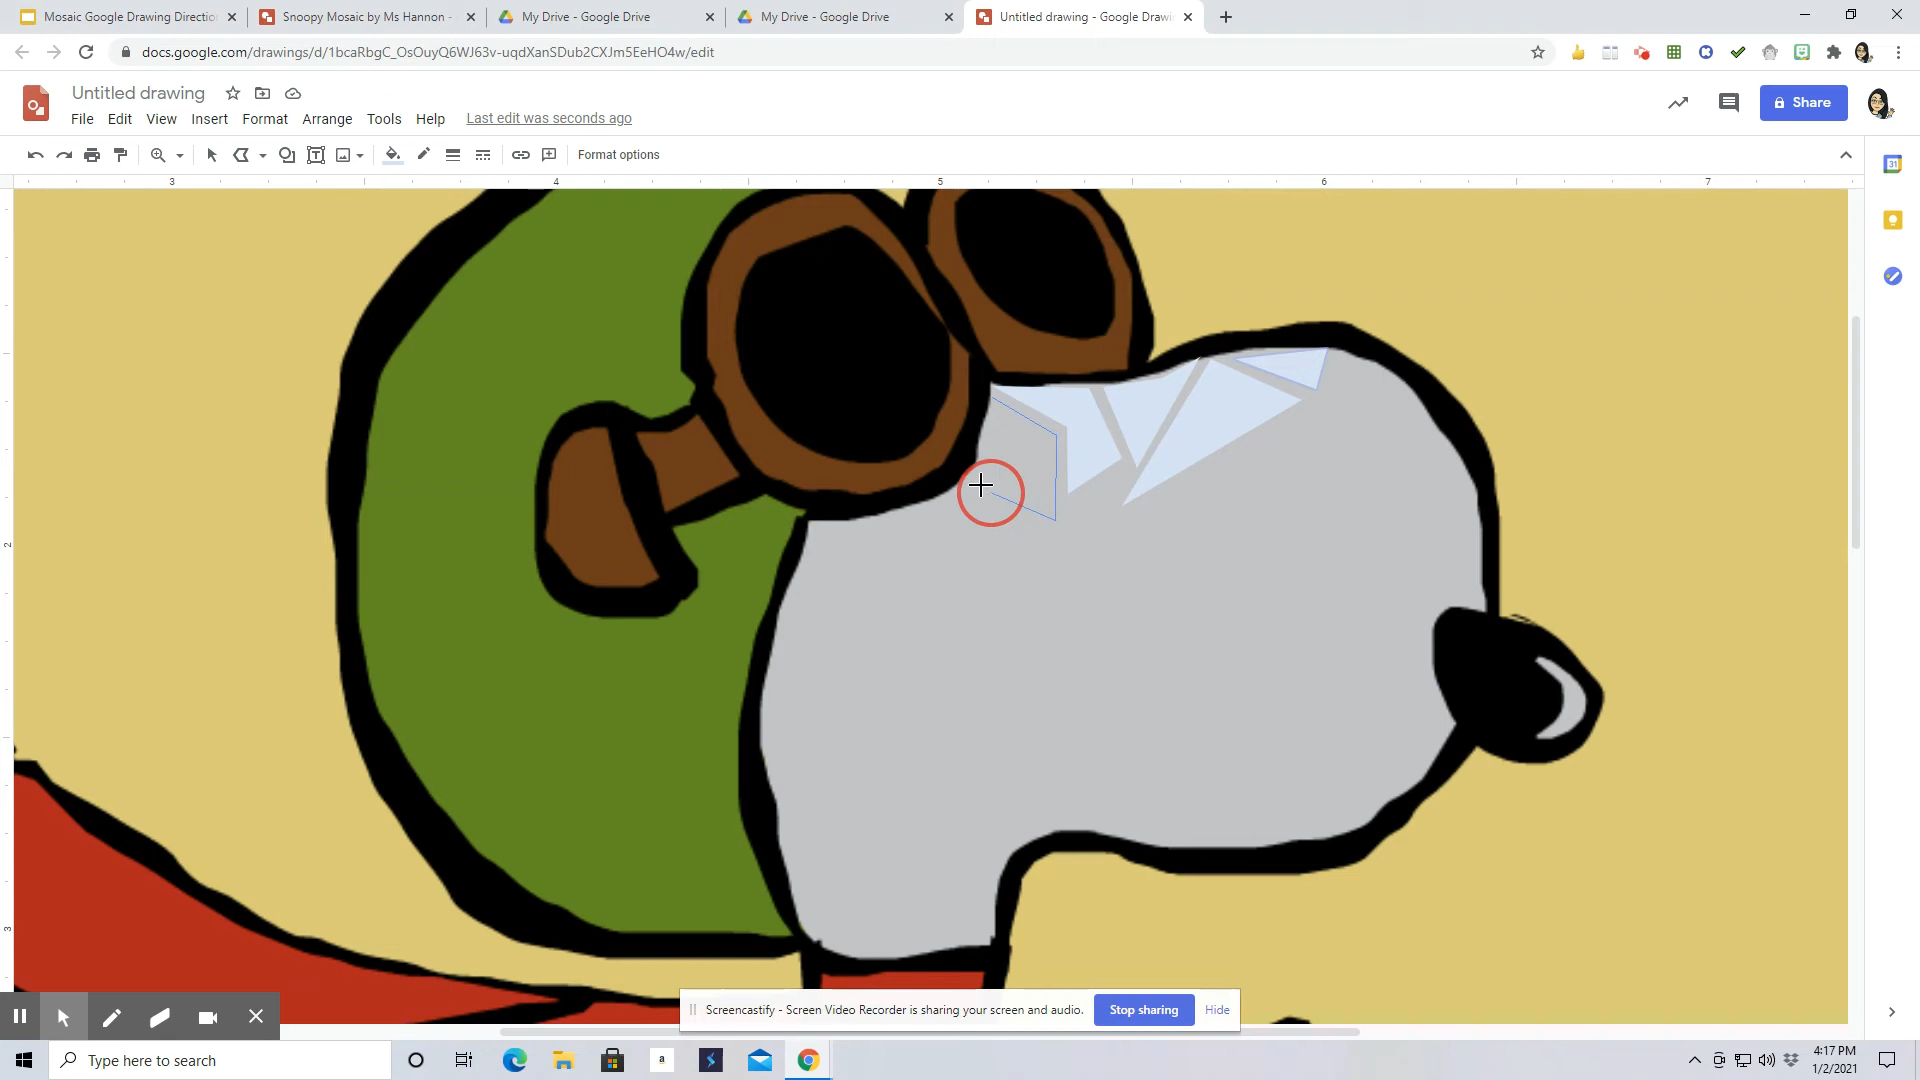 Mosaic Google Drawing Directio
Snoopy Mosaic by Ms Hannon -
My Drive - Google Drive
My Drive - Google Drive
Untitled drawing - Google Drawi
docs.google.com/drawings/d/1bcaRbgC_OsOuyQ6WJ63v-uqdXanSDub2CXJm5EeHO4w/edit
Untitled drawing
Share
File Edit View Insert Format Arrange Tools Help Last edit was seconds ago
Format options
3 4 5 6 7
31
2
3
Screencastify - Screen Video Recorder is sharing your screen and audio. Stop sharing Hide
Type here to search
a
4:17 PM
1/2/2021